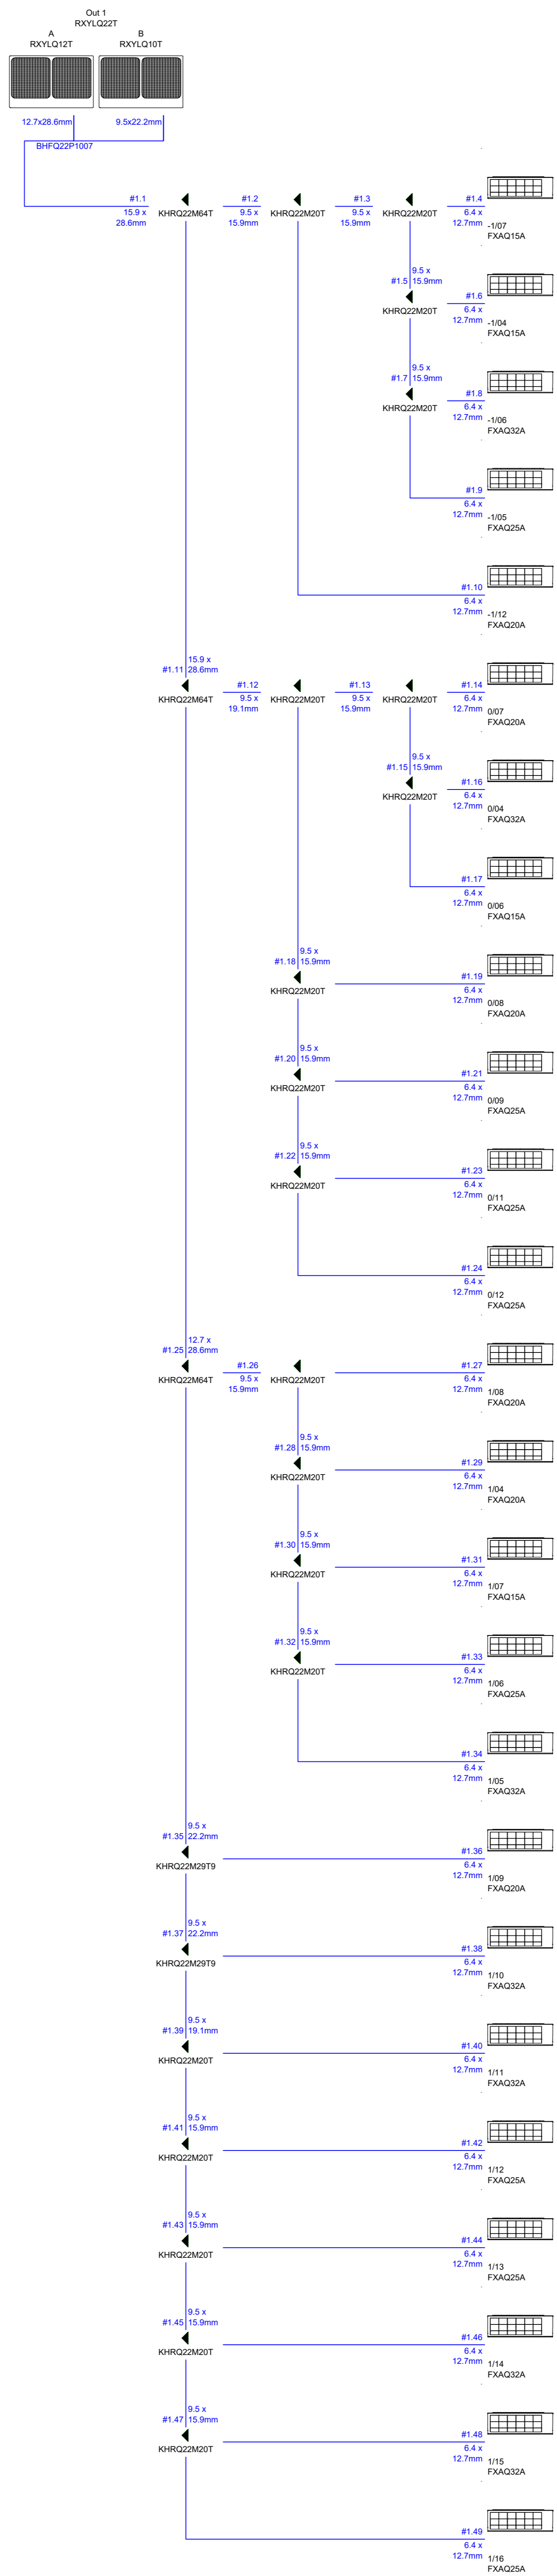 Out 1
RXYLQ22T
A
B
RXYLQ12T
RXYLQ10T
12.7x28.6mm
9.5x22.2mm
BHFQ22P1007
#1.1
15.9 x
28.6mm
KHRQ22M64T
#1.2
9.5 x
15.9mm
KHRQ22M20T
#1.3
9.5 x
15.9mm
KHRQ22M20T
#1.4
6.4 x
12.7mm
-1/07
FXAQ15A
9.5 x
#1.5
15.9mm
KHRQ22M20T
#1.6
6.4 x
12.7mm
-1/04
FXAQ15A
9.5 x
#1.7
15.9mm
KHRQ22M20T
#1.8
6.4 x
12.7mm
-1/06
FXAQ32A
#1.9
6.4 x
12.7mm
-1/05
FXAQ25A
#1.10
6.4 x
12.7mm
-1/12
FXAQ20A
15.9 x
#1.11
28.6mm
KHRQ22M64T
#1.12
9.5 x
19.1mm
KHRQ22M20T
#1.13
9.5 x
15.9mm
KHRQ22M20T
#1.14
6.4 x
12.7mm
0/07
FXAQ20A
9.5 x
#1.15
15.9mm
KHRQ22M20T
#1.16
6.4 x
12.7mm
0/04
FXAQ32A
#1.17
6.4 x
12.7mm
0/06
FXAQ15A
9.5 x
#1.18
15.9mm
KHRQ22M20T
#1.19
6.4 x
12.7mm
0/08
FXAQ20A
9.5 x
#1.20
15.9mm
KHRQ22M20T
#1.21
6.4 x
12.7mm
0/09
FXAQ25A
9.5 x
#1.22
15.9mm
KHRQ22M20T
#1.23
6.4 x
12.7mm
0/11
FXAQ25A
#1.24
6.4 x
12.7mm
0/12
FXAQ25A
12.7 x
#1.25
28.6mm
KHRQ22M64T
#1.26
9.5 x
15.9mm
KHRQ22M20T
#1.27
6.4 x
12.7mm
1/08
FXAQ20A
9.5 x
#1.28
15.9mm
KHRQ22M20T
#1.29
6.4 x
12.7mm
1/04
FXAQ20A
9.5 x
#1.30
15.9mm
KHRQ22M20T
#1.31
6.4 x
12.7mm
1/07
FXAQ15A
9.5 x
#1.32
15.9mm
KHRQ22M20T
#1.33
6.4 x
12.7mm
1/06
FXAQ25A
#1.34
6.4 x
12.7mm
1/05
FXAQ32A
9.5 x
#1.35
22.2mm
KHRQ22M29T9
#1.36
6.4 x
12.7mm
1/09
FXAQ20A
9.5 x
#1.37
22.2mm
KHRQ22M29T9
#1.38
6.4 x
12.7mm
1/10
FXAQ32A
9.5 x
#1.39
19.1mm
KHRQ22M20T
#1.40
6.4 x
12.7mm
1/11
FXAQ32A
9.5 x
#1.41
15.9mm
KHRQ22M20T
#1.42
6.4 x
12.7mm
1/12
FXAQ25A
9.5 x
#1.43
15.9mm
KHRQ22M20T
#1.44
6.4 x
12.7mm
1/13
FXAQ25A
9.5 x
#1.45
15.9mm
KHRQ22M20T
#1.46
6.4 x
12.7mm
1/14
FXAQ32A
9.5 x
#1.47
15.9mm
KHRQ22M20T
#1.48
6.4 x
12.7mm
1/15
FXAQ32A
#1.49
6.4 x
12.7mm
1/16
FXAQ25A